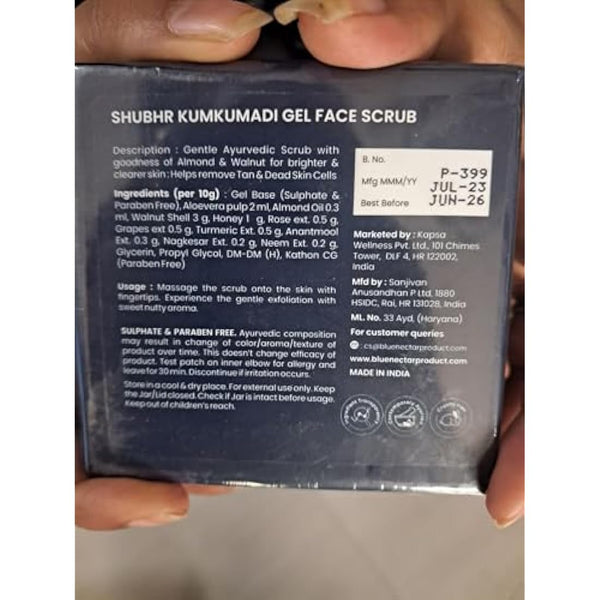 SHUBHR KUMKUMADI GEL FACE SCRUB
Description : Gentle Ayurvedic Scrub with
goodness of Almond & Walnut for brighter &
clearer skin : Helps remove Tan & Dead Skin Cells
Ingredients (per 10g) : Gel Base (Sulphate &
Paraben Free), Aloevera pulp 2 ml, Almond Oil 0.3
ml, Walnut Shell 3 g, Honey 1 g, Rose ext. 0.5 g,
Grapes ext 0.5 g, Turmeric Ext. 0.5 g, Anantmool
Ext. 0.3 g, Nagkesar Ext. 0.2 g, Neem Ext. 0.2 g,
Glycerin, Propyl Glycol, DM-DM (H), Kathon CG
(Paraben Free)
Usage : Massage the scrub onto the skin with
fingertips. Experience the gentle exfoliation with
sweet nutty aroma.
SULPHATE & PARABEN FREE. Ayurvedic composition
may result in change of color/aroma/texture of
product over time. This doesn't change efficacy of
product. Test patch on inner elbow for allergy and
leave for 30 min. Discontinue if irritation occurs.
Store in a cool & dry place. For external use only. Keep
the Jar/Lid closed. Check if Jar is intact before usage.
Keep out of children's reach.
B. No. P-399
Mfg MMM/YY JUL-23
Best Before JUN-26
Marketed by : Kapsa
Wellness Pvt. Ltd., 101 Chimes
Tower, DLF 4, HR 122002,
India
Mfd by : Sanjivan
Anusandhan P Ltd, 1880
HSIDC, Rai, HR 131029, India
ML. No. 33 Ayd, (Haryana)
For customer queries
: cs@bluenectarproduct.com
www.bluenectarproduct.com
MADE IN INDIA